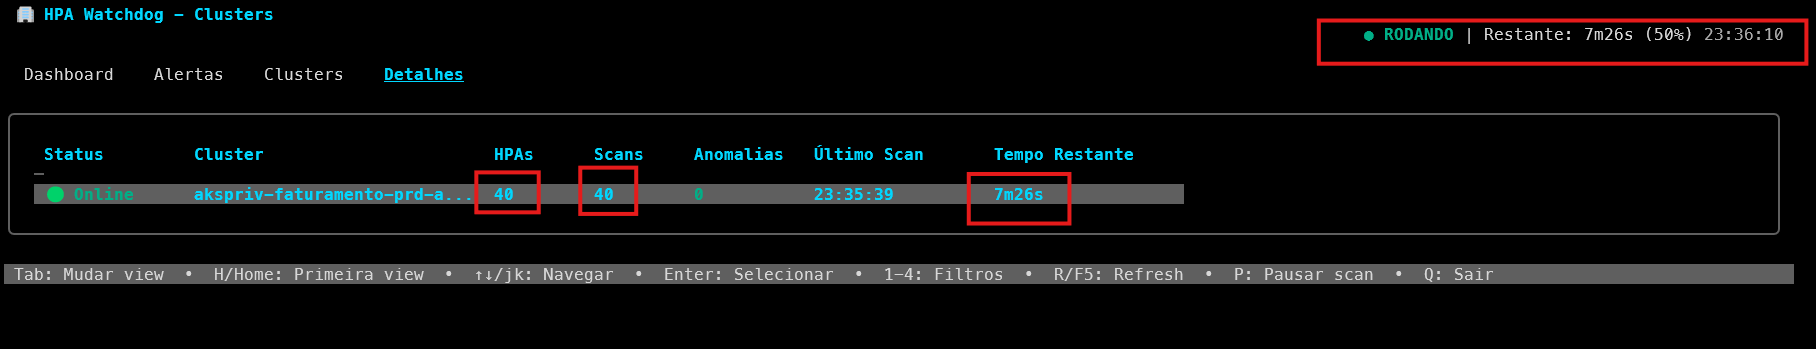 HPA Watchdog – Clusters
● RODANDO | Restante: 7m26s (50%) 23:36:10
Dashboard Alertas Clusters Detalhes
Status Cluster HPAs Scans Anomalias Último Scan Tempo Restante
Online akspriv-faturamento-prd-a... 40 40 0 23:35:39 7m26s
Tab: Mudar view • H/Home: Primeira view • ↑↓/jk: Navegar • Enter: Selecionar • 1-4: Filtros • R/F5: Refresh • P: Pausar scan • Q: Sair